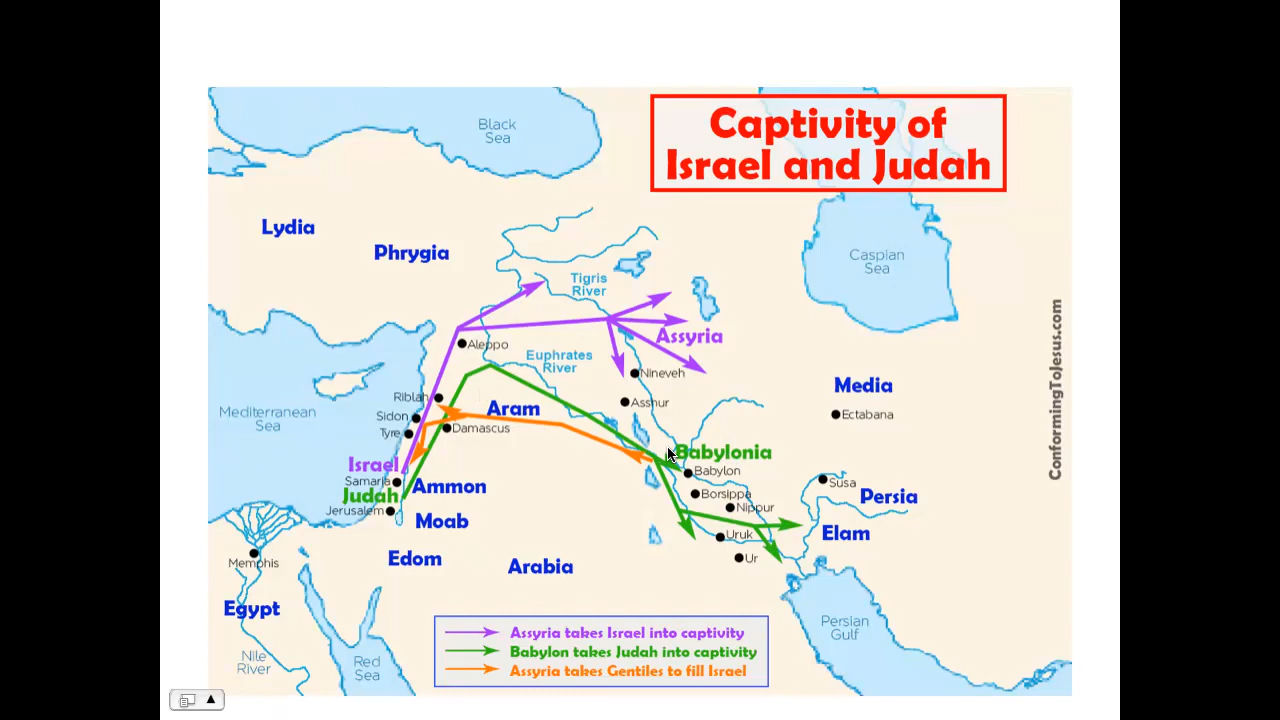 Captivity of
Israel and Judah
Black
Sea
Lydia
Phrygia
Caspian
Sea
Tigris
River
Assyria
Aleppo
Euphrates
River
Nineveh
Media
Riblah
Asshur
Aram
Mediterranean
Sea
Sidon
Ectabana
Tyre
Damascus
ConformingToJesus.com
Babylonia
Israel
Babylon
Samaria
Ammon
Susa
Judah
Borsippa
Persia
Jerusalem
Nippur
Moab
Uruk
Elam
Edom
Ur
Memphis
Arabia
Egypt
Persian
Gulf
Nile
River
Red
Sea
Assyria takes Israel into captivity
Babylon takes Judah into captivity
Assyria takes Gentiles to fill Israel